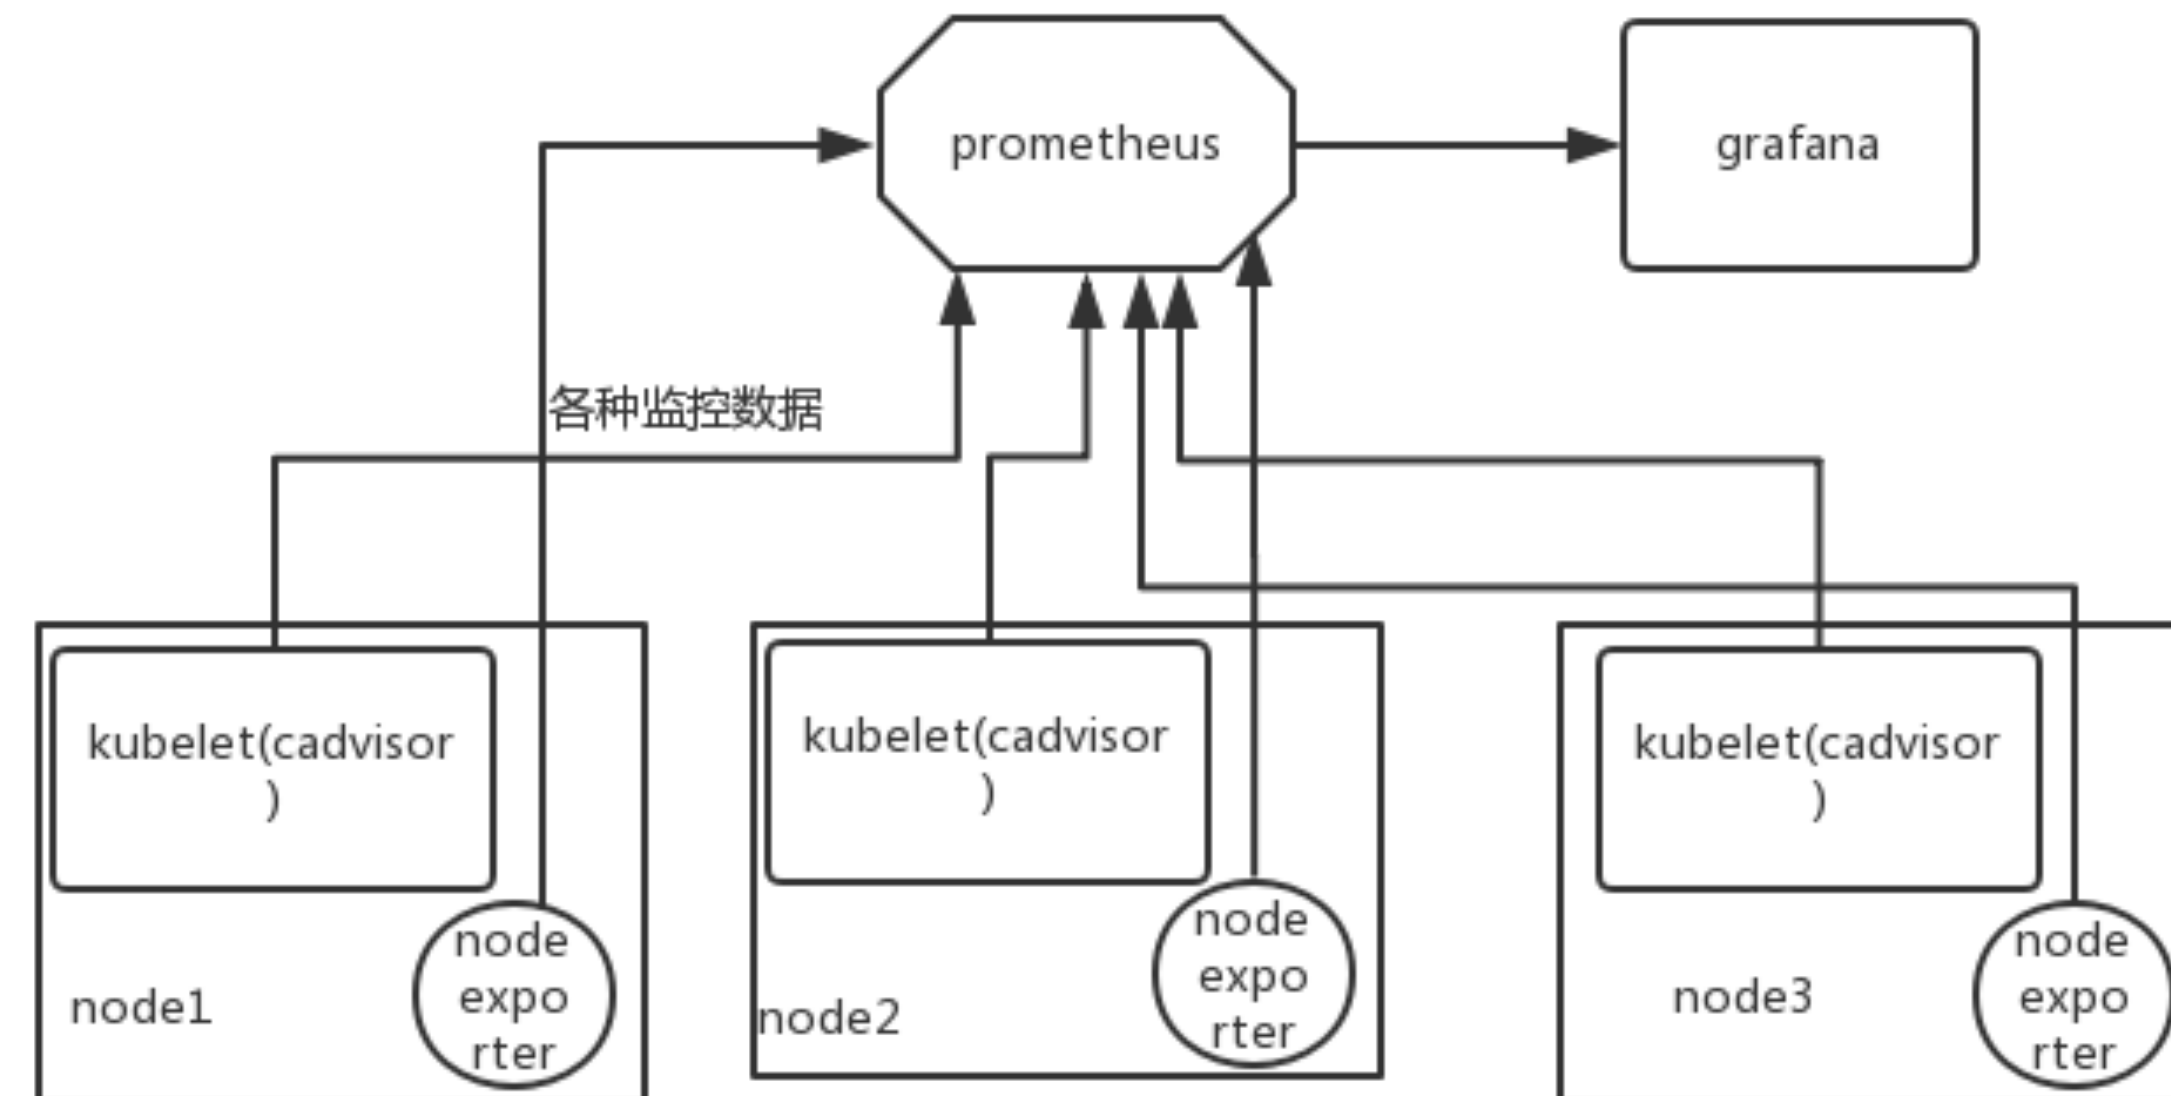 prometheus
grafana
各种监控数据
kubelet(cadvisor
)
node
expo
rter
node1
kubelet(cadvisor
)
node
expo
rter
node2
kubelet(cadvisor
)
node
expo
rter
node3